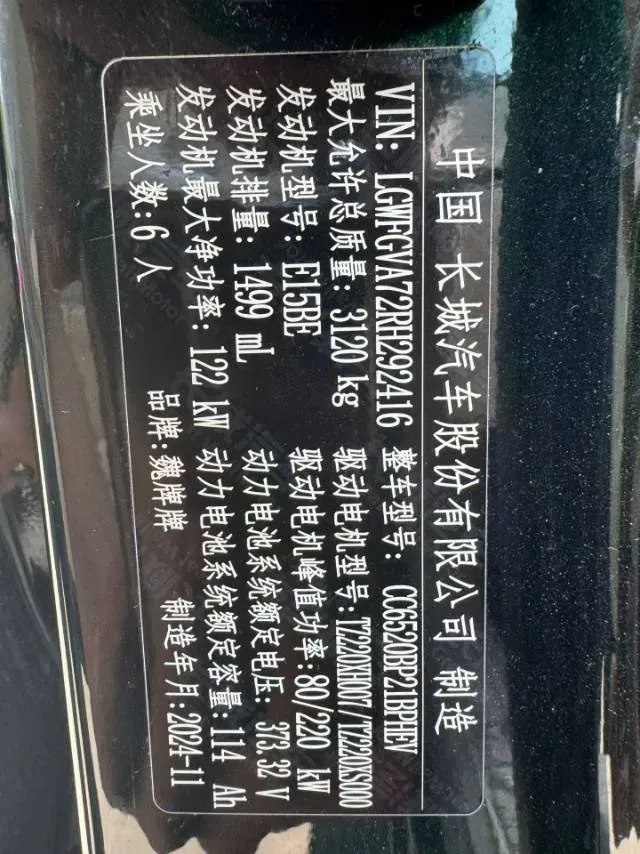 中国 长城汽车股份有限公司 制造
VIN: LGWFGVA72RH292416 整车型号: CC6520BP21BPHEV
最大允许总质量: 3120 kg 驱动电机型号:TZ220XH007/TZ220XS000
发动机型号: E15BE 驱动电机峰值功率: 80/220 kW
发动机排量: 1499 mL 动力电池系统额定电压: 373.32 V
发动机最大净功率: 122 kW 动力电池系统额定容量: 114 Ah
乘坐人数: 6 人 品牌: 魏牌牌 制造年月: 2024-11